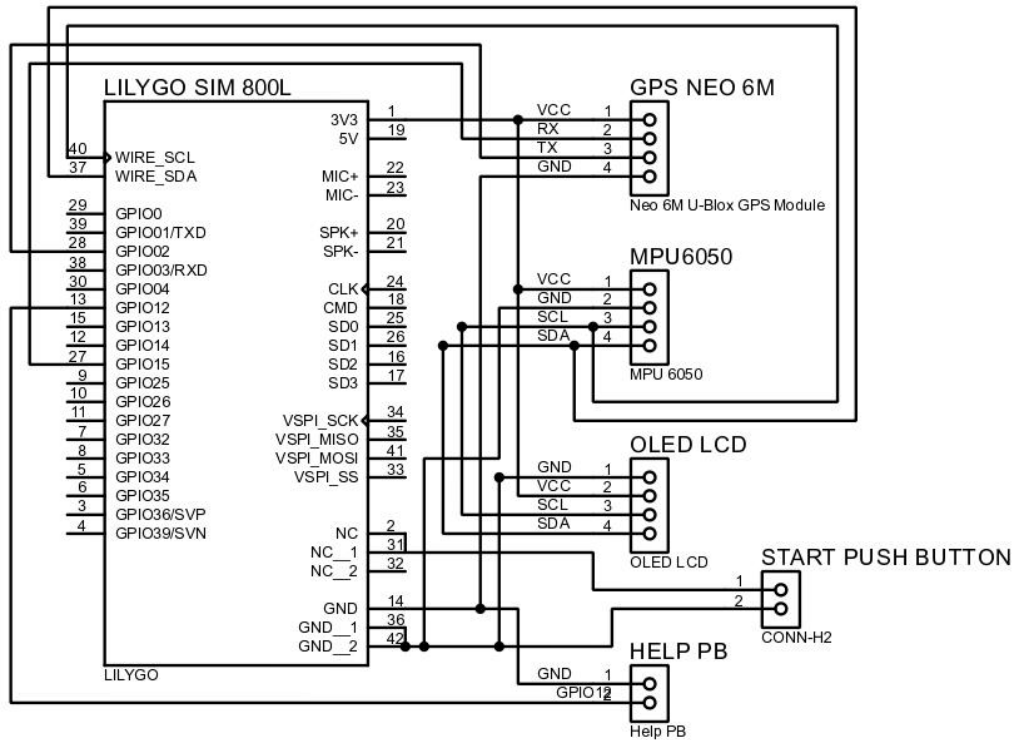 LILYGO SIM 800L
3V3 1
5V 19
40 WIRE_SCL
37 WIRE_SDA
MIC+ 22
MIC- 23
29 GPIO0
39 GPIO01/TXD
28 GPIO02
38 GPIO03/RXD
30 GPIO04
13 GPIO12
15 GPIO13
12 GPIO14
27 GPIO15
9 GPIO25
10 GPIO26
11 GPIO27
7 GPIO32
8 GPIO33
5 GPIO34
6 GPIO35
3 GPIO36/SVP
4 GPIO39/SVN
SPK+ 20
SPK- 21
CLK 24
CMD 18
SD0 25
SD1 26
SD2 16
SD3 17
VSPI_SCK 34
VSPI_MISO 35
VSPI_MOSI 41
VSPI_SS 33
NC 2
NC__1 31
NC__2 32
GND 14
GND__1 36
GND__2 42
LILYGO
GPS NEO 6M
VCC 1
RX 2
TX 3
GND 4
Neo 6M U-Blox GPS Module
MPU6050
VCC 1
GND 2
SCL 3
SDA 4
MPU 6050
OLED LCD
GND 1
VCC 2
SCL 3
SDA 4
OLED LCD
START PUSH BUTTON
1
2
CONN-H2
HELP PB
GND 1
GPIO12 2
Help PB